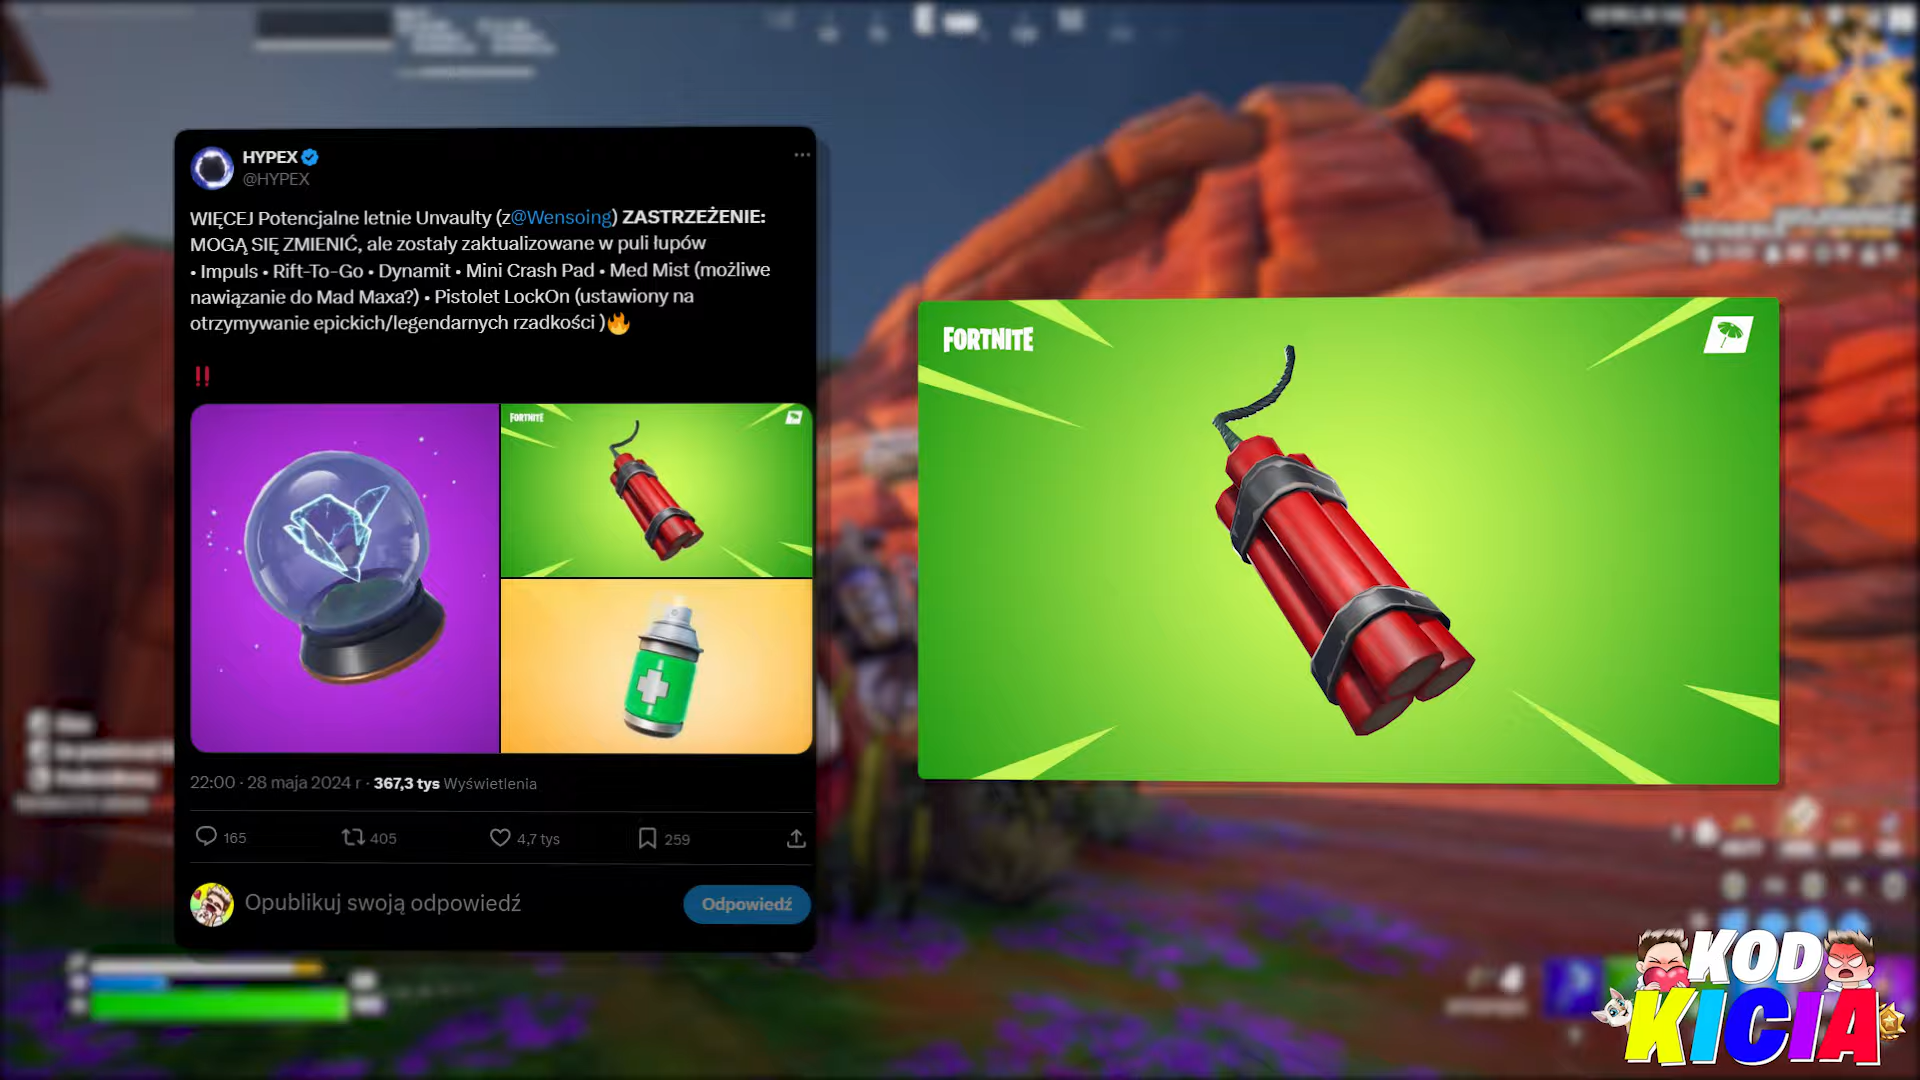 HYPEX
@HYPEX
WIĘCEJ Potencjalne letnie Unvaulty (z@Wensoing) ZASTRZEŻENIE:
MOGĄ SIĘ ZMIENIĆ, ale zostały zaktualizowane w puli łupów
• Impuls • Rift-To-Go • Dynamit • Mini Crash Pad • Med Mist (możliwe
nawiązanie do Mad Maxa?) • Pistolet LockOn (ustawiony na
otrzymywanie epickich/legendarnych rzadkości )🔥
‼
FORTNITE
22:00 · 28 maja 2024 r · 367,3 tys Wyświetlenia
165 405 4,7 tys 259
Opublikuj swoją odpowiedź
Odpowiedź
FORTNITE
KOD
KICIA